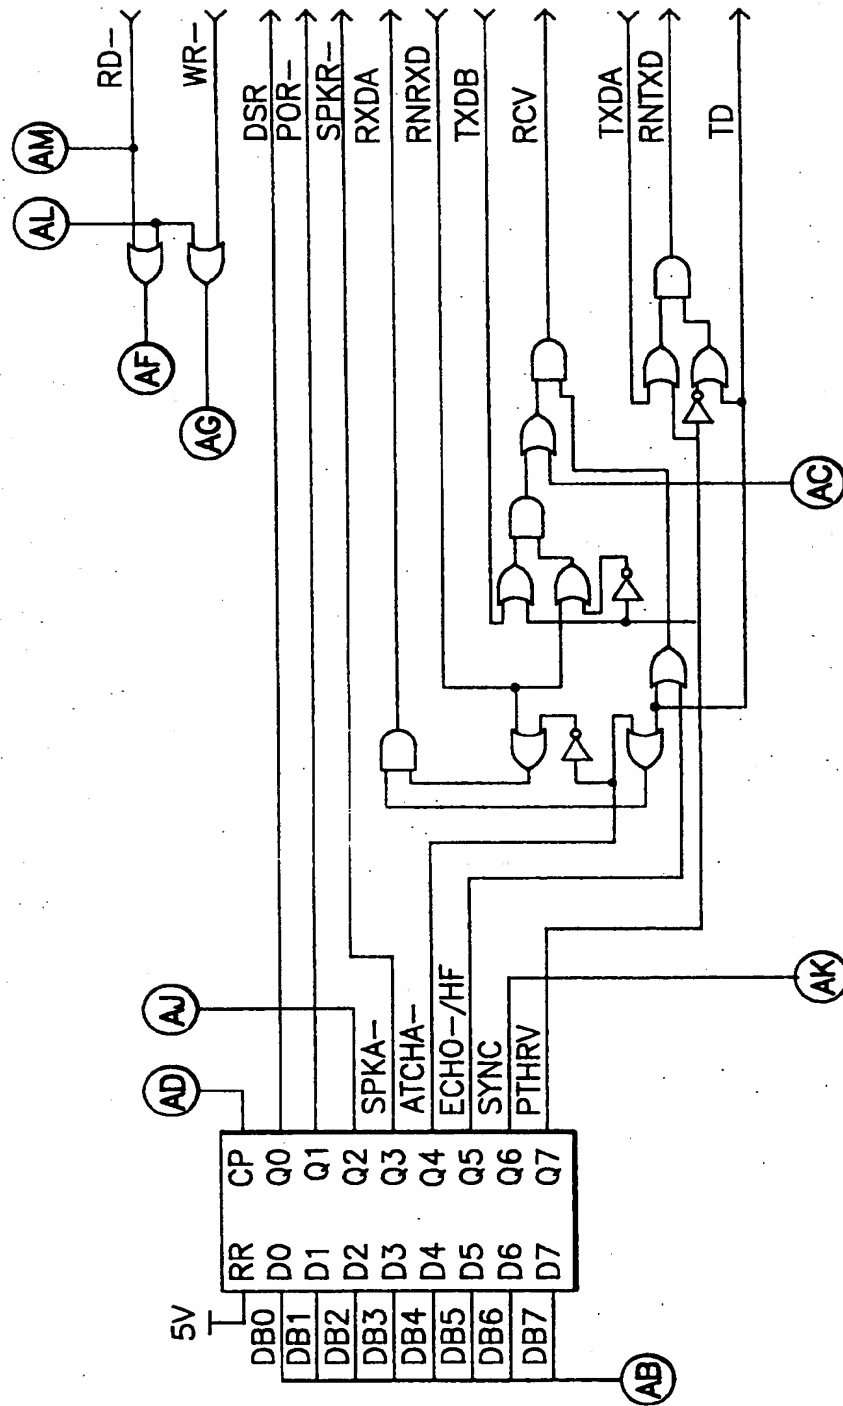 AM
RD-
AL
WR-
AF
AG
DSR
POR-
SPKR-
RXDA
RNRXD
TXDB
RCV
TXDA
RNTXD
TD
AC
AJ
AD
SPKA-
ATCHA-
ECHO-/HF
SYNC
PTHRV
AK
5V
RR CP
DB0 D0 Q0
DB1 D1 Q1
DB2 D2 Q2
DB3 D3 Q3
DB4 D4 Q4
DB5 D5 Q5
DB6 D6 Q6
DB7 D7 Q7
AB